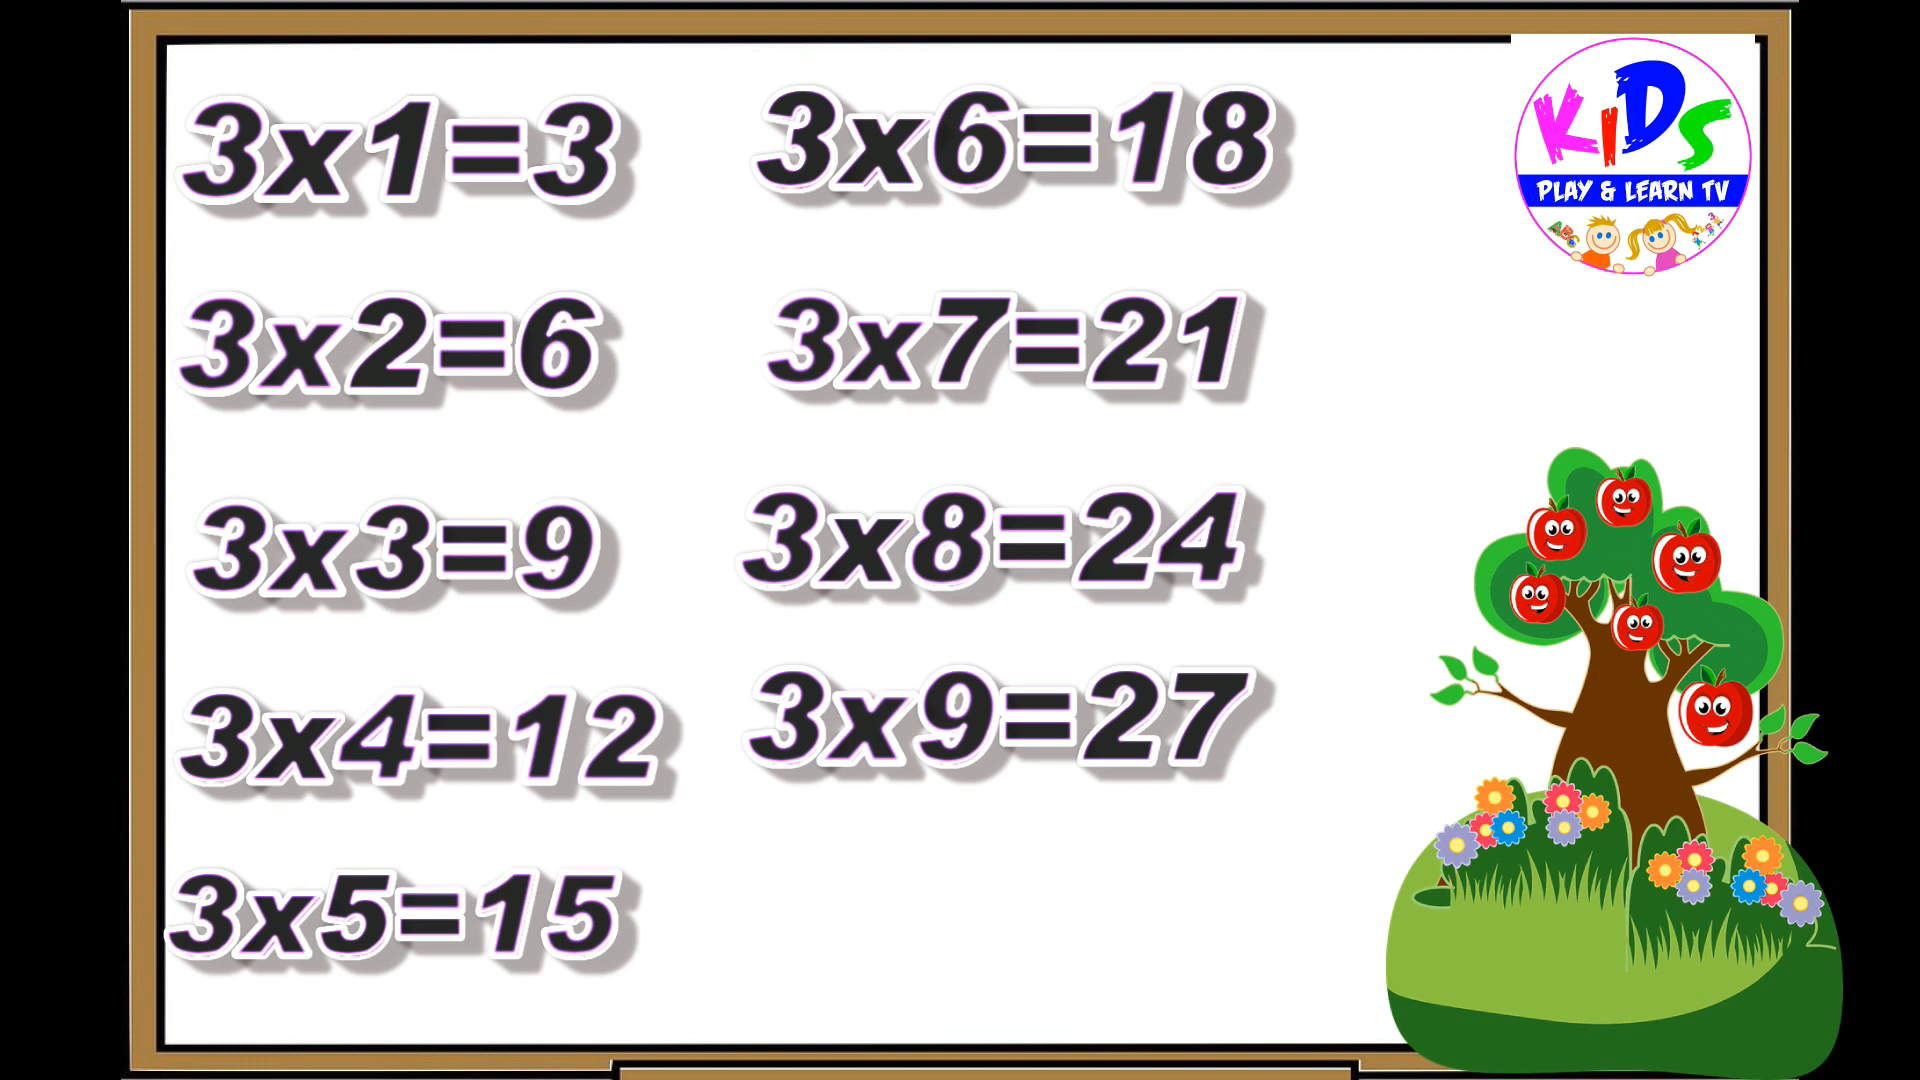 3x1=3
3x2=6
3x3=9
3x4=12
3x5=15
3x6=18
3x7=21
3x8=24
3x9=27
KiDS
PLAY & LEARN TV
ABC